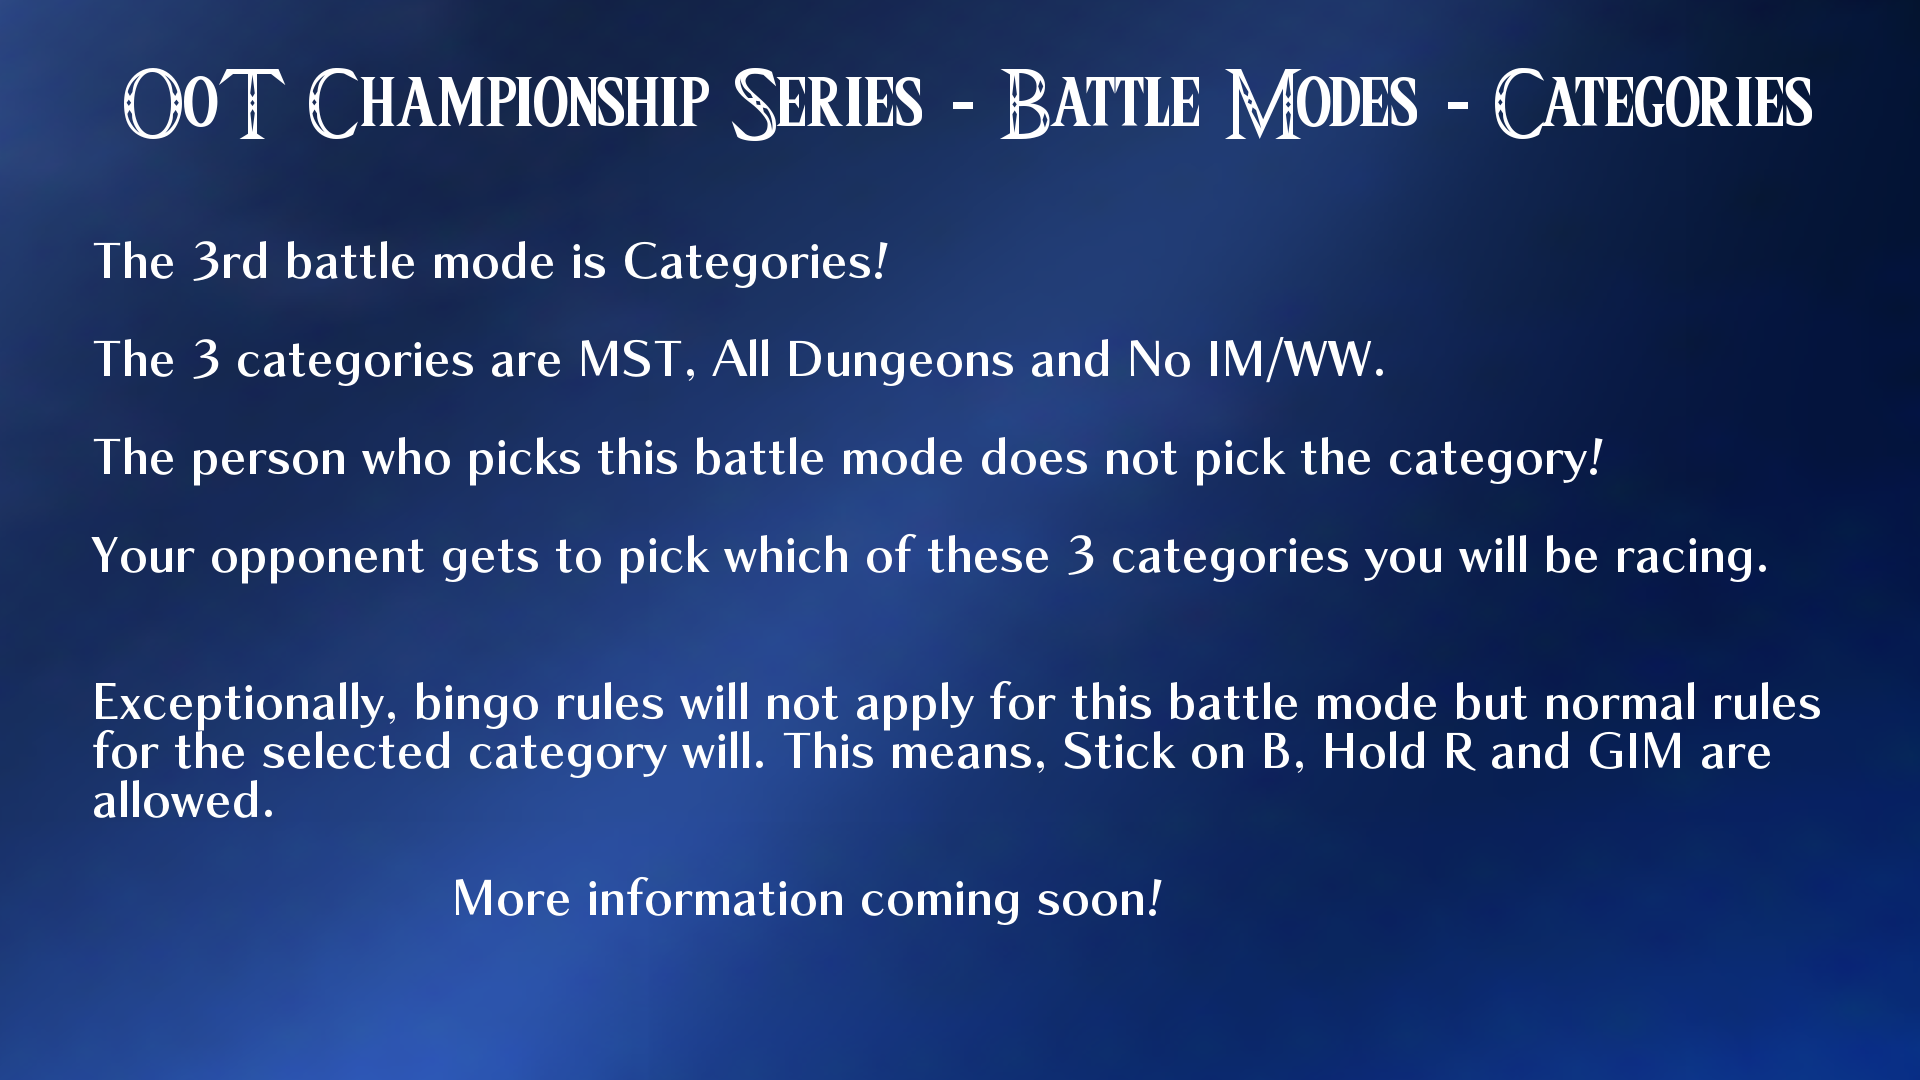 OoT Championship Series - Battle Modes - Categories
The 3rd battle mode is Categories!
The 3 categories are MST, All Dungeons and No IM/WW.
The person who picks this battle mode does not pick the category!
Your opponent gets to pick which of these 3 categories you will be racing.
Exceptionally, bingo rules will not apply for this battle mode but normal rules
for the selected category will. This means, Stick on B, Hold R and GIM are
allowed.
More information coming soon!